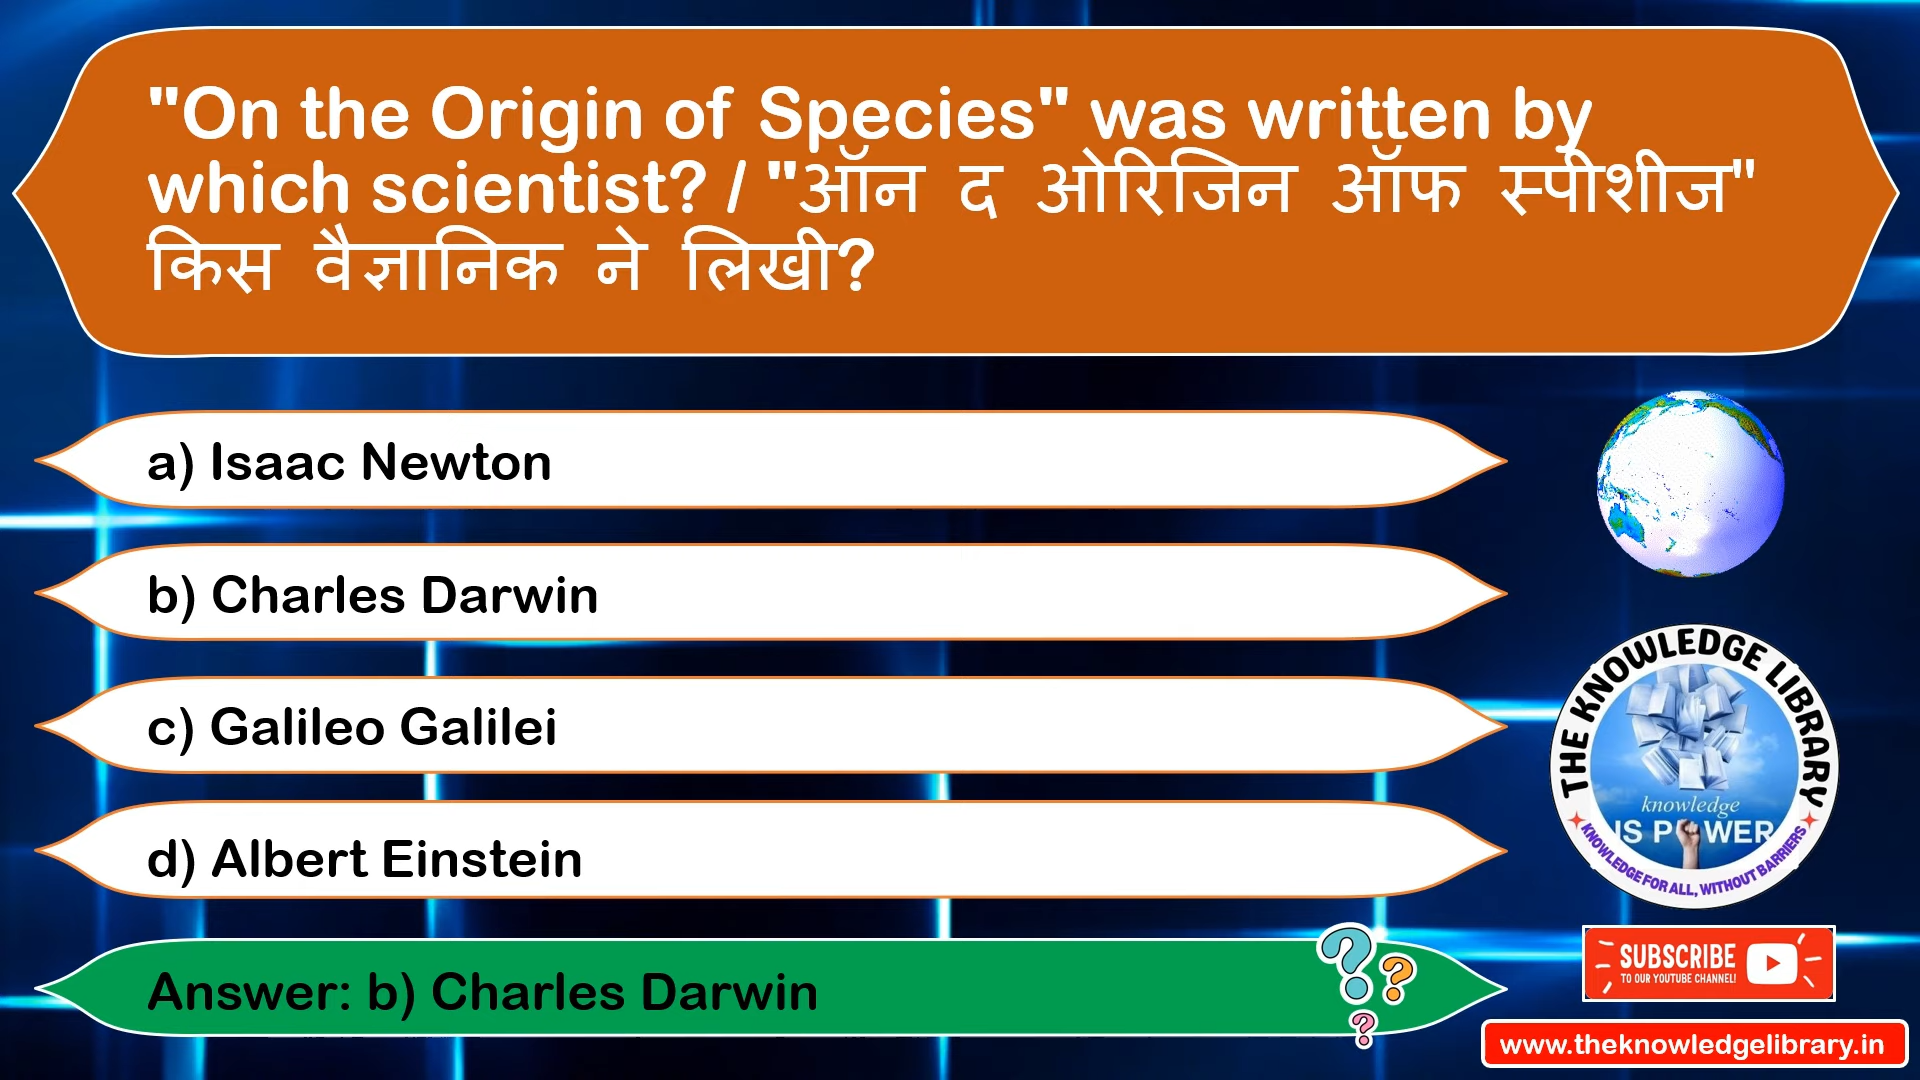 "On the Origin of Species" was written by
which scientist? / "ऑन द ओरिजिन ऑफ स्पीशीज"
किस वैज्ञानिक ने लिखी?
a) Isaac Newton
b) Charles Darwin
c) Galileo Galilei
d) Albert Einstein
Answer: b) Charles Darwin
THE KNOWLEDGE LIBRARY
knowledge
IS POWER
KNOWLEDGE FOR ALL, WITHOUT BARRIERS
SUBSCRIBE
TO OUR YOUTUBE CHANNEL!
www.theknowledgelibrary.in